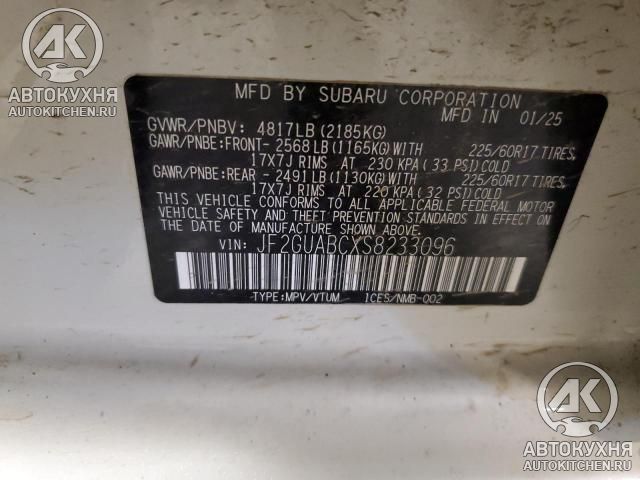 АК
АВТОКУХНЯ
AUTOKITCHEN.RU
MFD BY SUBARU CORPORATION
MFD IN 01/25
GVWR/PNBV: 4817LB (2185KG)
GAWR/PNBE:FRONT- 2568LB (1165KG)WITH 225/60R17 TIRES,
17X7J RIMS AT 230 KPA (33 PSI)COLD
GAWR/PNBE:REAR - 2491LB (1130KG)WITH 225/60R17 TIRES,
17X7J RIMS AT 220 KPA (32 PSI)COLD
THIS VEHICLE CONFORMS TO ALL APPLICABLE FEDERAL MOTOR
VEHICLE SAFETY AND THEFT PREVENTION STANDARDS IN EFFECT ON
THE DATE OF MANUFACTURE SHOWN ABOVE.
VIN: JF2GUABCXS8233096
TYPE:MPV/VTUM ICES/NMB-002
АК
АВТОКУХНЯ
AUTOKITCHEN.RU